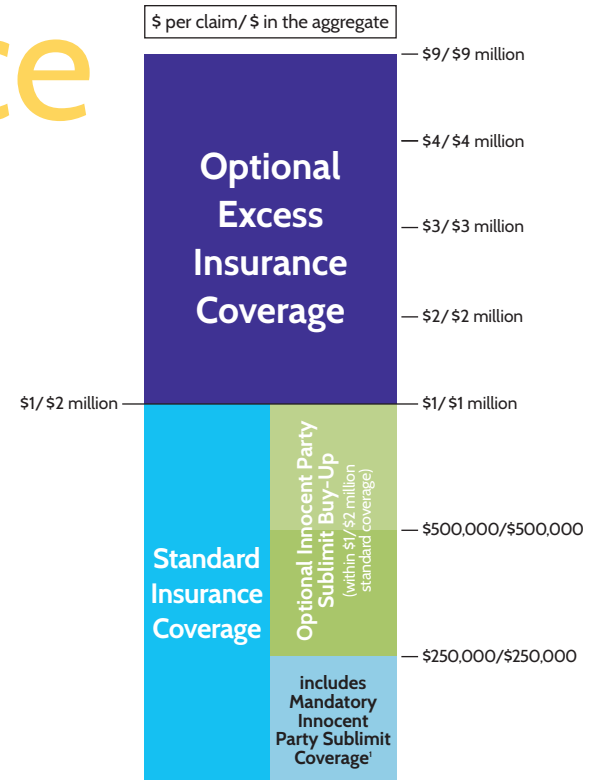 $ per claim/ $ in the aggregate
ce
$9/ $9 million
$4/ $4 million
Optional
Excess
Insurance
Coverage
$3/ $3 million
$2/ $2 million
$1/ $2 million
$1/ $1 million
Optional Innocent Party
Sublimit Buy-Up
(within $1/ $2 million
standard coverage)
$500,000/$500,000
Standard
Insurance
Coverage
$250,000/$250,000
includes
Mandatory
Innocent
Party Sublimit
Coverage¹